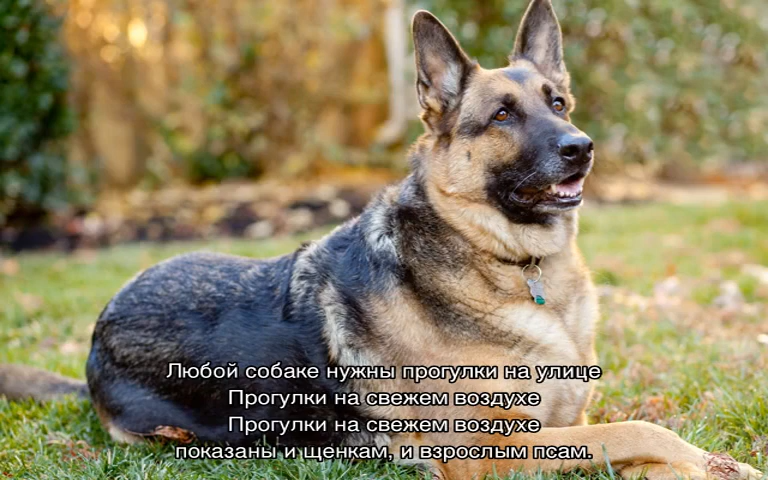 Любой собаке нужны прогулки на улице
Прогулки на свежем воздухе
Прогулки на свежем воздухе
показаны и щенкам, и взрослым псам.